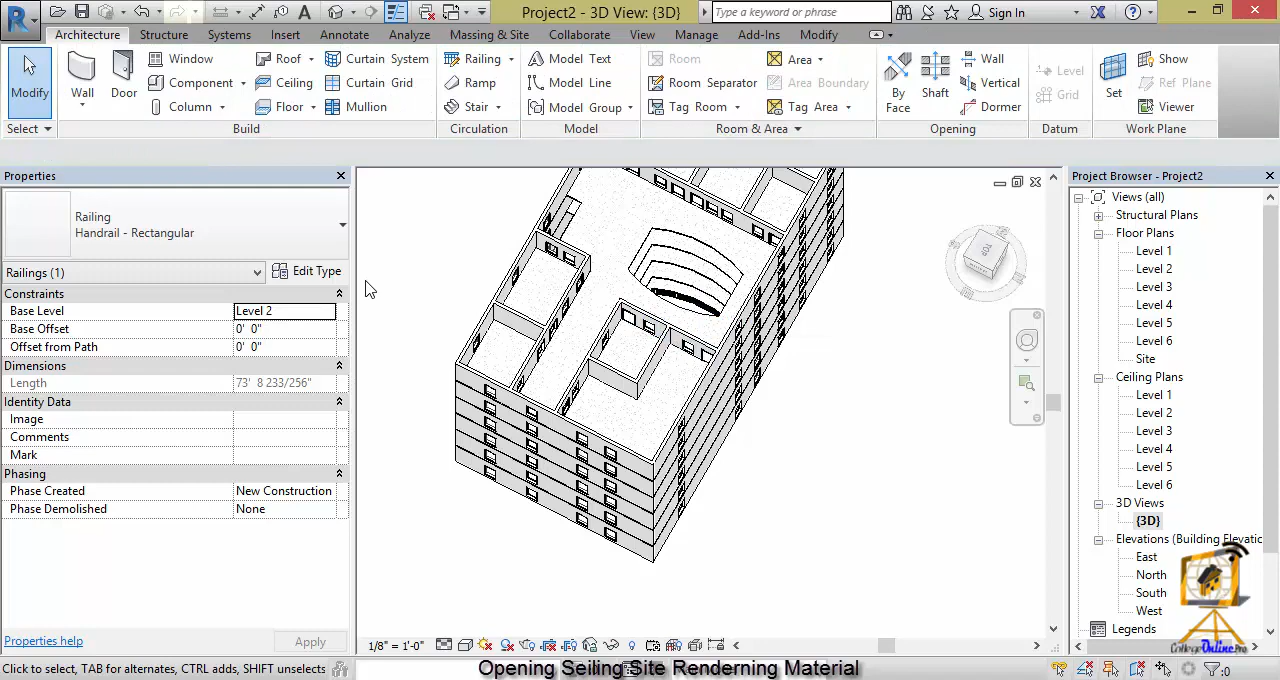 Project2 - 3D View: {3D}
Type a keyword or phrase
Sign In
Architecture Structure Systems Insert Annotate Analyze Massing & Site Collaborate View Manage Add-Ins Modify
Modify
Wall
Door
Window
Component
Column
Roof
Ceiling
Floor
Curtain System
Curtain Grid
Mullion
Railing
Ramp
Stair
Model Text
Model Line
Model Group
Room
Room Separator
Tag Room
Area
Area Boundary
Tag Area
By Face
Shaft
Wall
Vertical
Dormer
Level
Grid
Set
Show
Ref Plane
Viewer
Select Build Circulation Model Room & Area Opening Datum Work Plane
Properties
Railing
Handrail - Rectangular
Railings (1)
Edit Type
Constraints
Base Level Level 2
Base Offset 0' 0"
Offset from Path 0' 0"
Dimensions
Length 73' 8 233/256"
Identity Data
Image
Comments
Mark
Phasing
Phase Created New Construction
Phase Demolished None
Properties help
Apply
TOP
1/8" = 1'-0"
Project Browser - Project2
Views (all)
Structural Plans
Floor Plans
Level 1
Level 2
Level 3
Level 4
Level 5
Level 6
Site
Ceiling Plans
Level 1
Level 2
Level 3
Level 4
Level 5
Level 6
3D Views
{3D}
Elevations (Building Elevatic
East
North
South
West
Legends
CollegeOnline.Pro
Click to select, TAB for alternates, CTRL adds, SHIFT unselects
Opening Seiling Site Renderning Material
:0